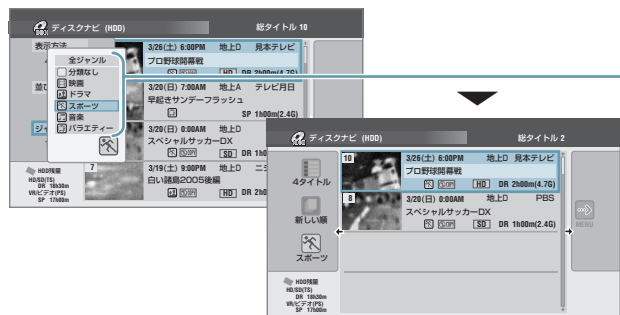 ディスクナビ (HDD)
総タイトル 10
表示方法
全ジャンル
分類なし
映画
ドラマ
スポーツ
音楽
バラエティー
3/26(土) 6:00PM 地上D 見本テレビ
プロ野球開幕戦
HD DR 2h00m(4.7G)
3/20(日) 7:00AM 地上A テレビ月日
早起きサンデーフラッシュ
SP 1h00m(2.4G)
3/20(日) 0:00AM 地上D
スペシャルサッカーDX
SD DR 1h0
7
3/19(土) 9:00PM 地上D
白い諸島2005後編
HD DR 2h0
HDD残量
HD/SD(TS)
DR 18h30m
VR/ビデオ(PS)
SP 17h00m
ディスクナビ (HDD)
総タイトル 2
4タイトル
新しい順
スポーツ
10
3/26(土) 6:00PM 地上D 見本テレビ
プロ野球開幕戦
HD DR 2h00m(4.7G)
8
3/20(日) 0:00AM 地上D PBS
スペシャルサッカーDX
SD DR 1h00m(2.4G)
MENU
HDD残量
HD/SD(TS)
DR 18h30m
VR/ビデオ(PS)
SP 17h00m